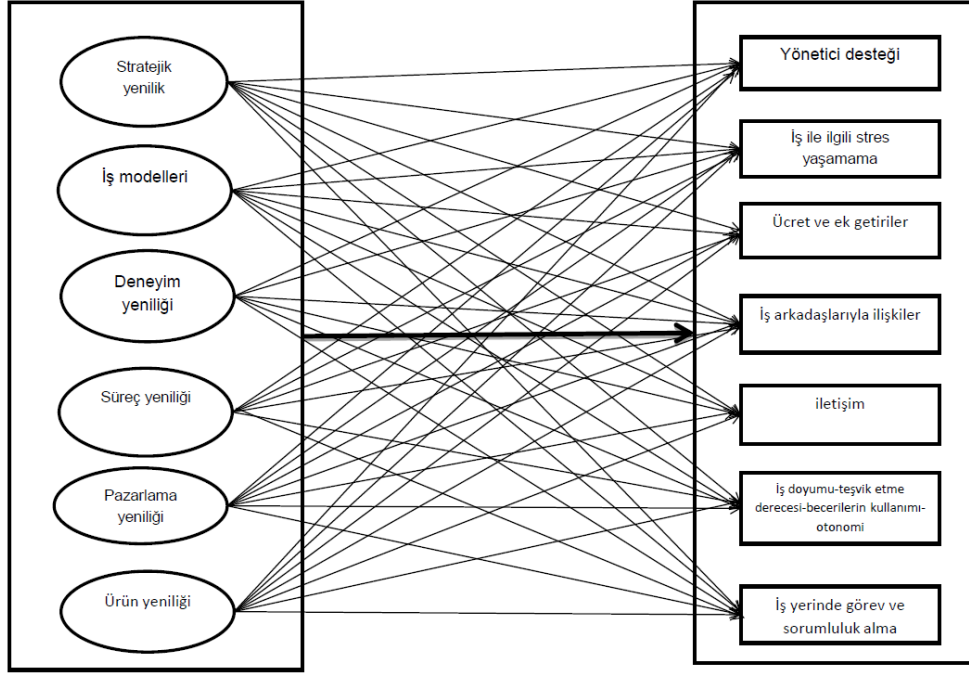 Stratejik
yenilik
İş modelleri
Deneyim
yeniliği
Süreç yeniliği
Pazarlama
yeniliği
Ürün yeniliği
Yönetici desteği
İş ile ilgili stres
yaşamama
Ücret ve ek getiriler
İş arkadaşlarıyla ilişkiler
iletişim
İş doyumu-teşvik etme
derecesi-becerilerin kullanımı-
otonomi
İş yerinde görev ve
sorumluluk alma